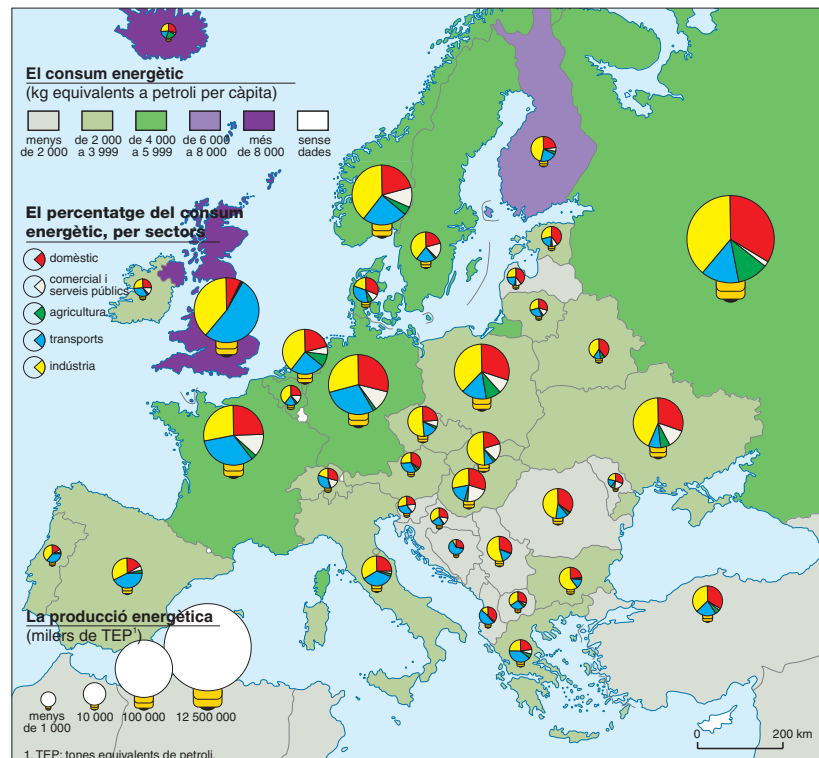 El consum energètic
(kg equivalents a petroli per càpita)
menys de 2 000
de 2 000 a 3 999
de 4 000 a 5 999
de 6 000 a 8 000
més de 8 000
sense dades
El percentatge del consum
energètic, per sectors
domèstic
comercial i
serveis públics
agricultura
transports
indústria
La producció energètica
(milers de TEP¹)
menys de 1 000
10 000
100 000
12 500 000
1. TEP: tones equivalents de petroli.
0 200 km